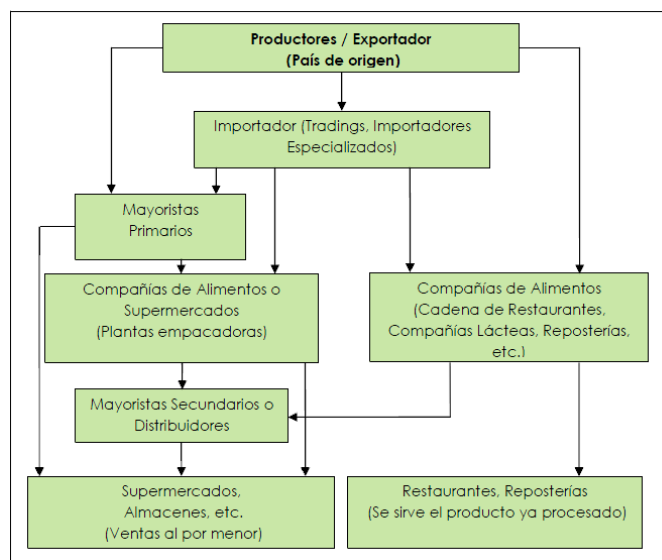 Productores / Exportador
(País de origen)
Importador (Tradings, Importadores
Especializados)
Mayoristas
Primarios
Compañías de Alimentos o
Supermercados
(Plantas empacadoras)
Compañías de Alimentos
(Cadena de Restaurantes,
Compañías Lácteas, Reposterías,
etc.)
Mayoristas Secundarios o
Distribuidores
Supermercados,
Almacenes, etc.
(Ventas al por menor)
Restaurantes, Reposterías
(Se sirve el producto ya procesado)